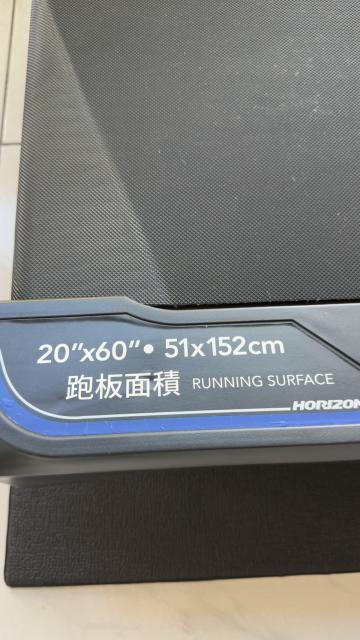 20"x60" • 51x152cm
跑板面積 RUNNING SURFACE
HORIZON